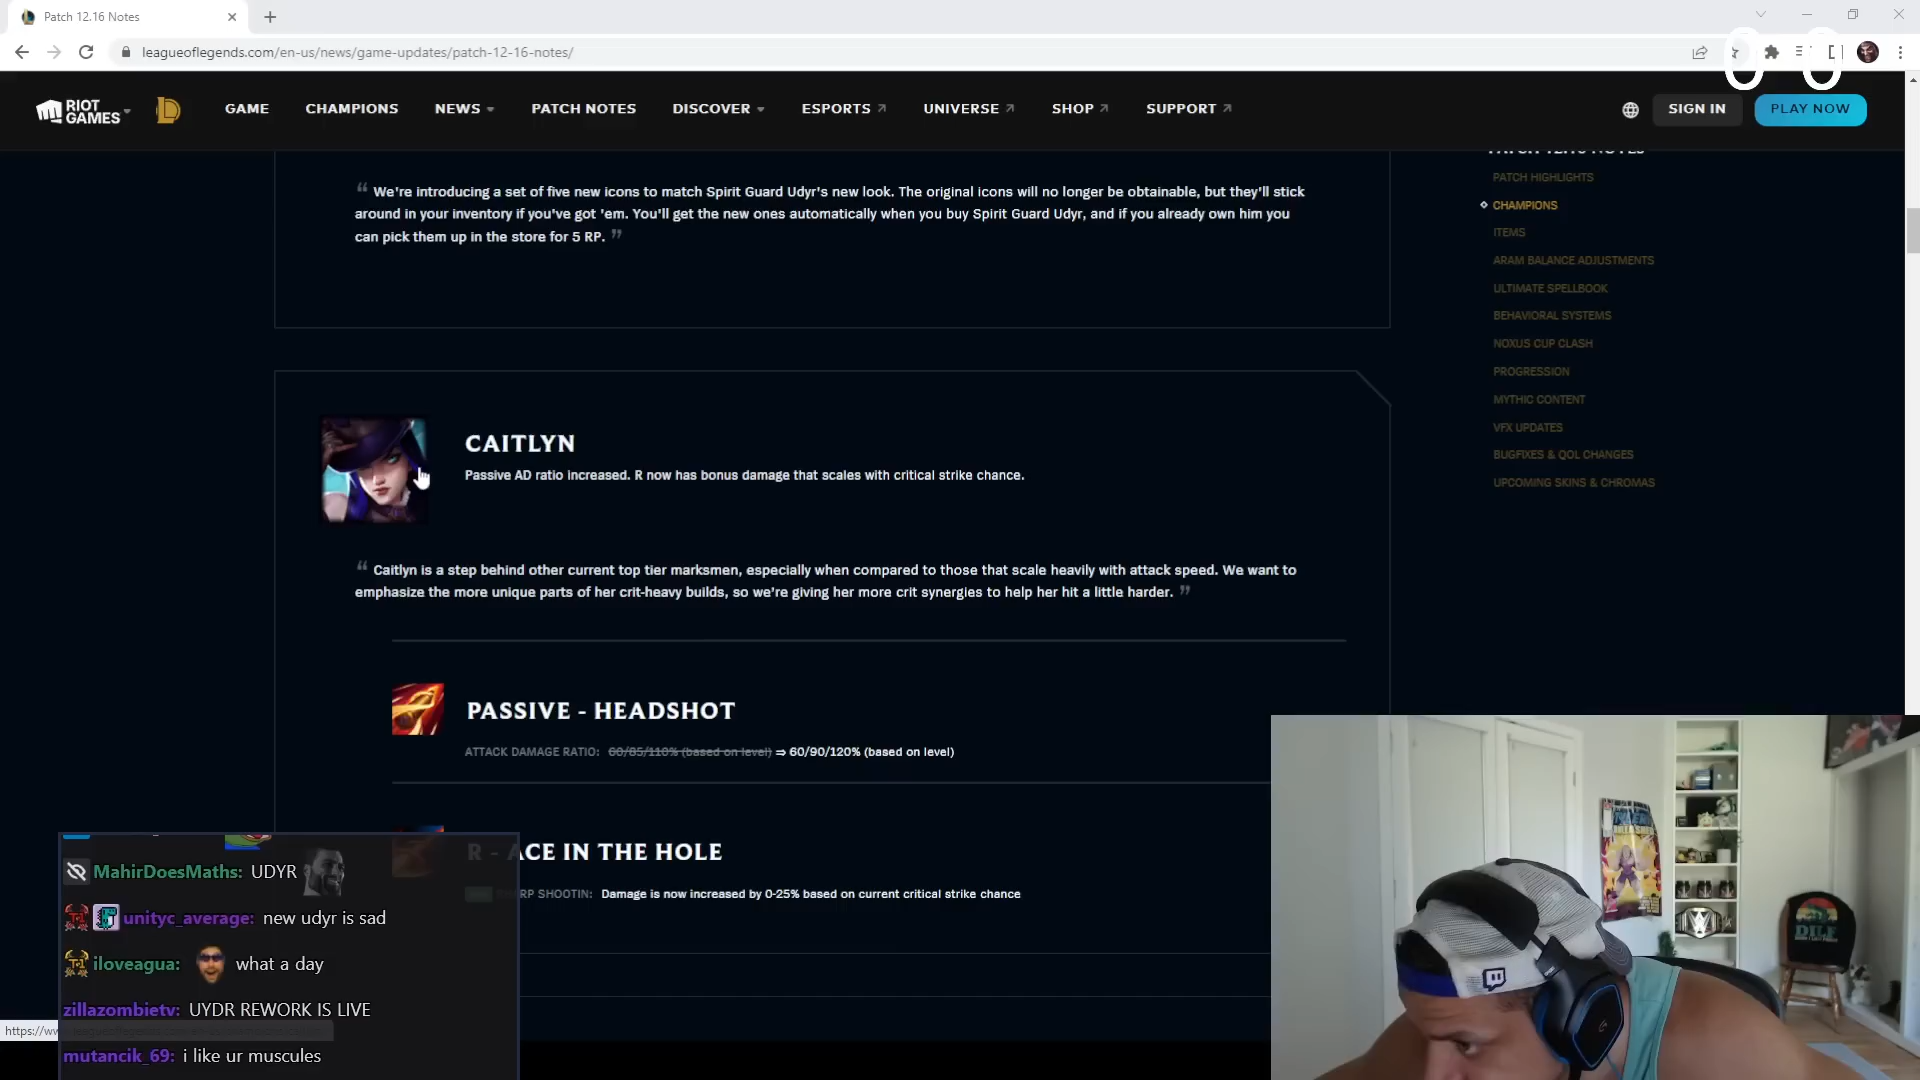 Patch 12.16 Notes
leagueoflegends.com/en-us/news/game-updates/patch-12-16-notes/
RIOT GAMES
GAME
CHAMPIONS
NEWS
PATCH NOTES
DISCOVER
ESPORTS
UNIVERSE
SHOP
SUPPORT
SIGN IN
PLAY NOW
“ We're introducing a set of five new icons to match Spirit Guard Udyr's new look. The original icons will no longer be obtainable, but they'll stick
around in your inventory if you've got 'em. You'll get the new ones automatically when you buy Spirit Guard Udyr, and if you already own him you
can pick them up in the store for 5 RP. ”
PATCH 12.16 NOTES
PATCH HIGHLIGHTS
CHAMPIONS
ITEMS
ARAM BALANCE ADJUSTMENTS
ULTIMATE SPELLBOOK
BEHAVIORAL SYSTEMS
NOXUS CUP CLASH
PROGRESSION
MYTHIC CONTENT
VFX UPDATES
BUGFIXES & QOL CHANGES
UPCOMING SKINS & CHROMAS
CAITLYN
Passive AD ratio increased. R now has bonus damage that scales with critical strike chance.
“ Caitlyn is a step behind other current top tier marksmen, especially when compared to those that scale heavily with attack speed. We want to
emphasize the more unique parts of her crit-heavy builds, so we're giving her more crit synergies to help her hit a little harder. ”
PASSIVE - HEADSHOT
ATTACK DAMAGE RATIO: 60/85/110% (based on level) ⇒ 60/90/120% (based on level)
R - ACE IN THE HOLE
RP SHOOTIN: Damage is now increased by 0-25% based on current critical strike chance
MahirDoesMaths: UDYR
unityc_average: new udyr is sad
iloveagua: what a day
zillazombietv: UYDR REWORK IS LIVE
https://ww
mutancik_69: i like ur muscules
DILF